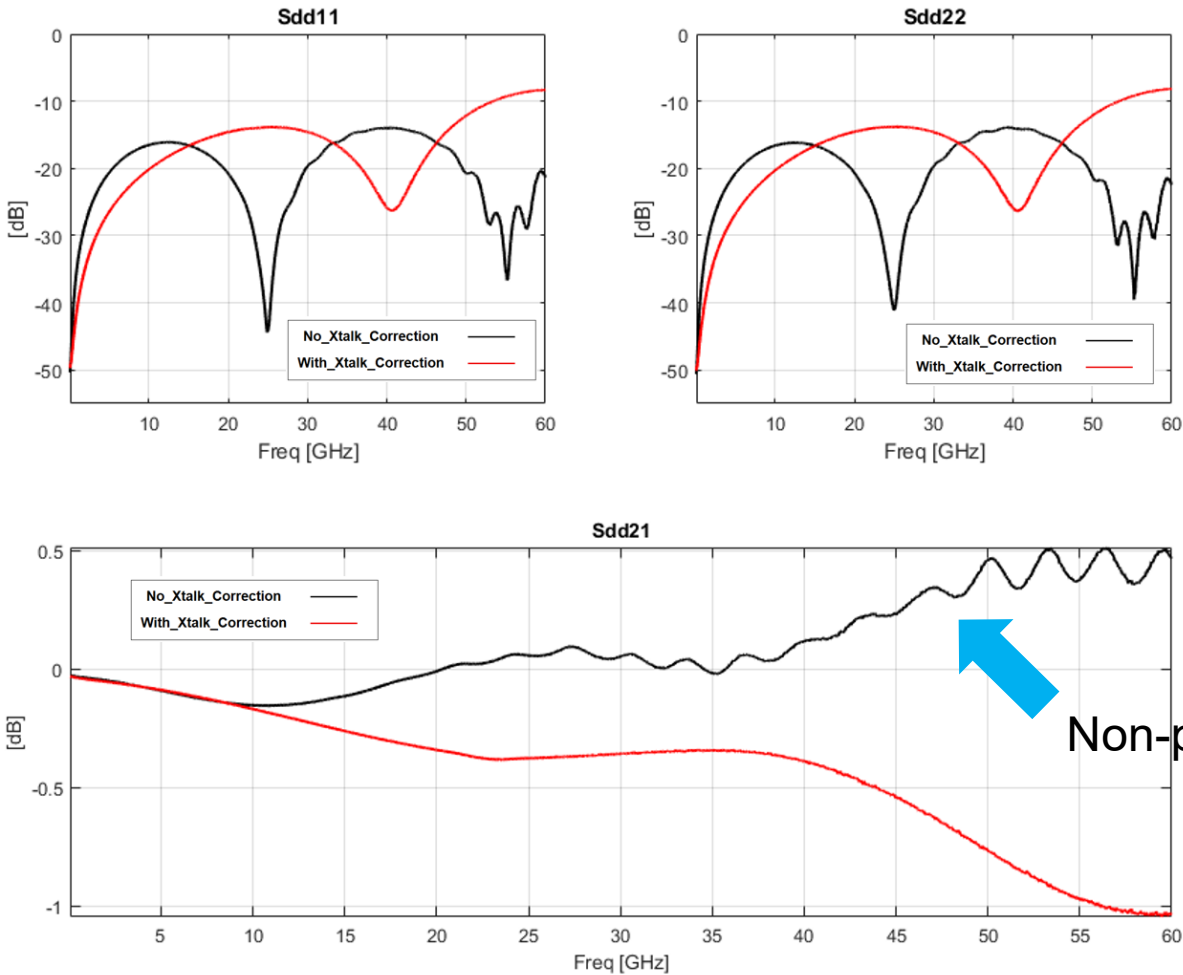 Sdd11
0
-10
-20
-30
-40
-50
[dB]
10 20 30 40 50 60
Freq [GHz]
No_Xtalk_Correction
With_Xtalk_Correction
Sdd22
0
-10
-20
-30
-40
-50
[dB]
10 20 30 40 50 60
Freq [GHz]
No_Xtalk_Correction
With_Xtalk_Correction
Sdd21
0.5
0
-0.5
-1
[dB]
5 10 15 20 25 30 35 40 45 50 55 60
Freq [GHz]
No_Xtalk_Correction
With_Xtalk_Correction
Non-p